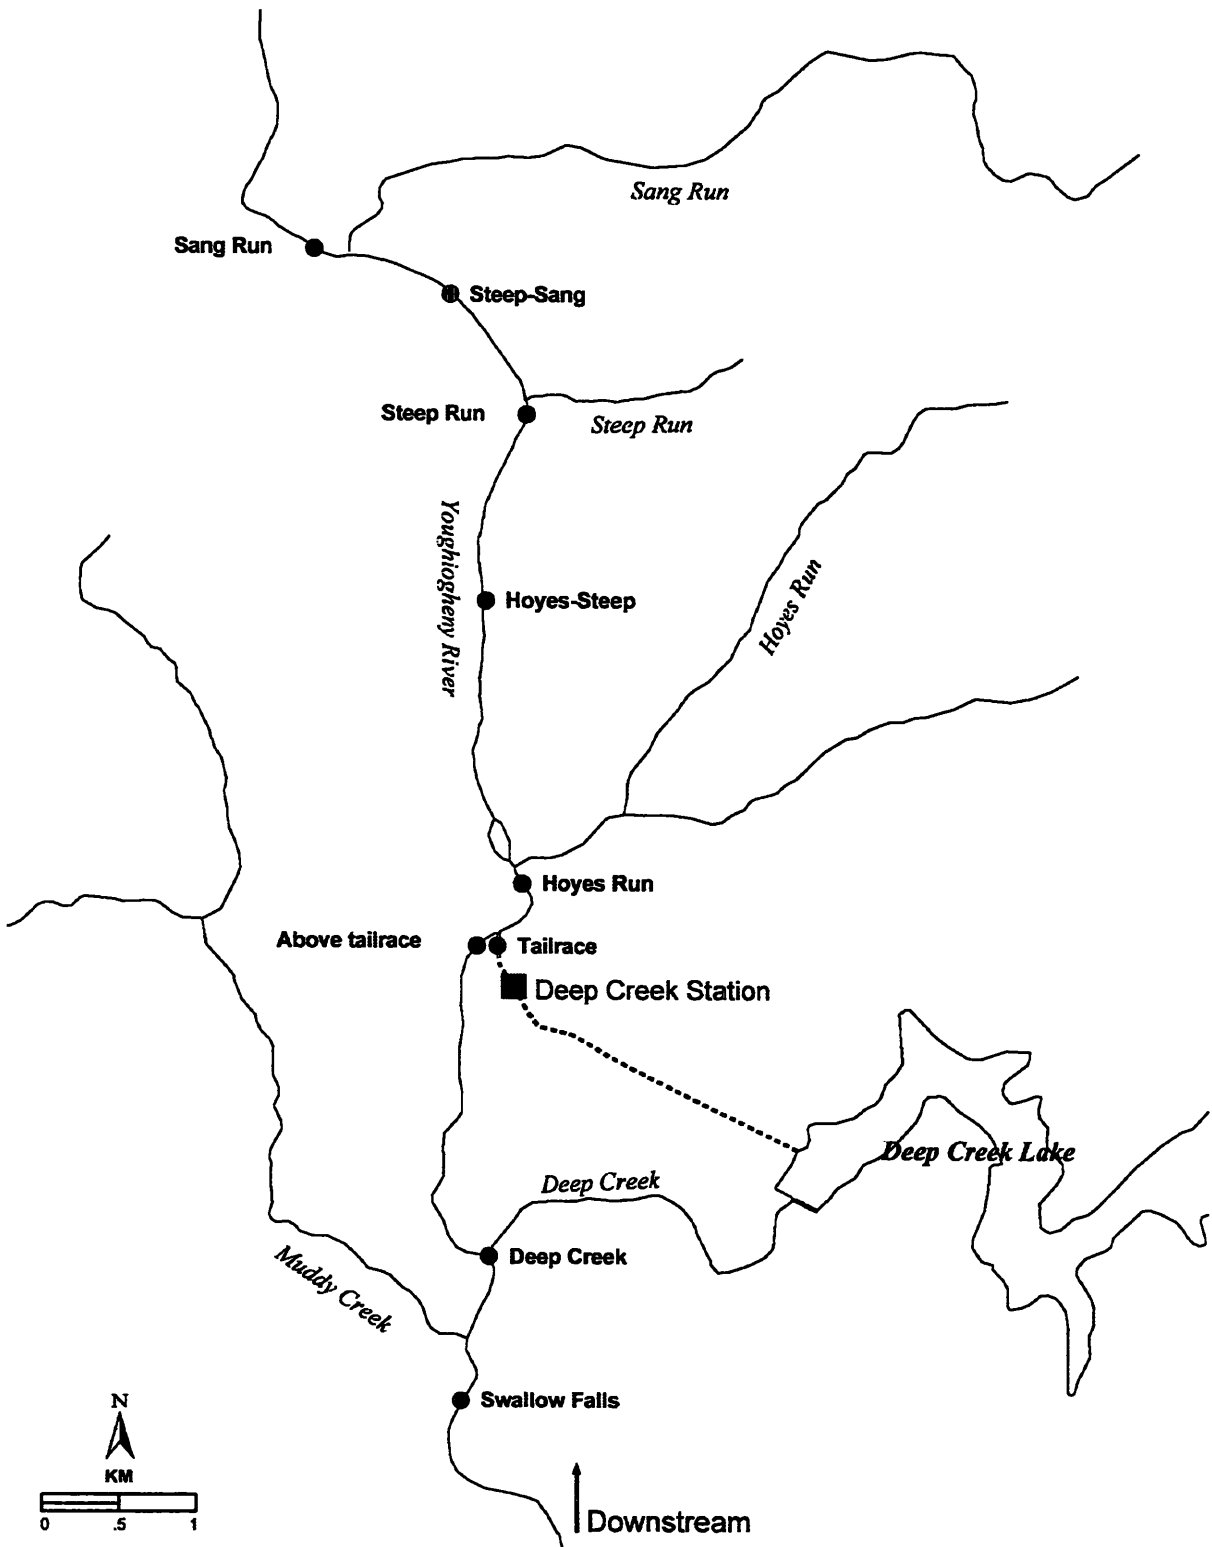 Sang Run
Sang Run
Steep-Sang
Steep Run
Steep Run
Youghiogheny River
Hoyes-Steep
Hoyes Run
Hoyes Run
Above tailrace
Tailrace
Deep Creek Station
Deep Creek Lake
Deep Creek
Deep Creek
Muddy Creek
Swallow Falls
N
KM
0 .5 1
Downstream